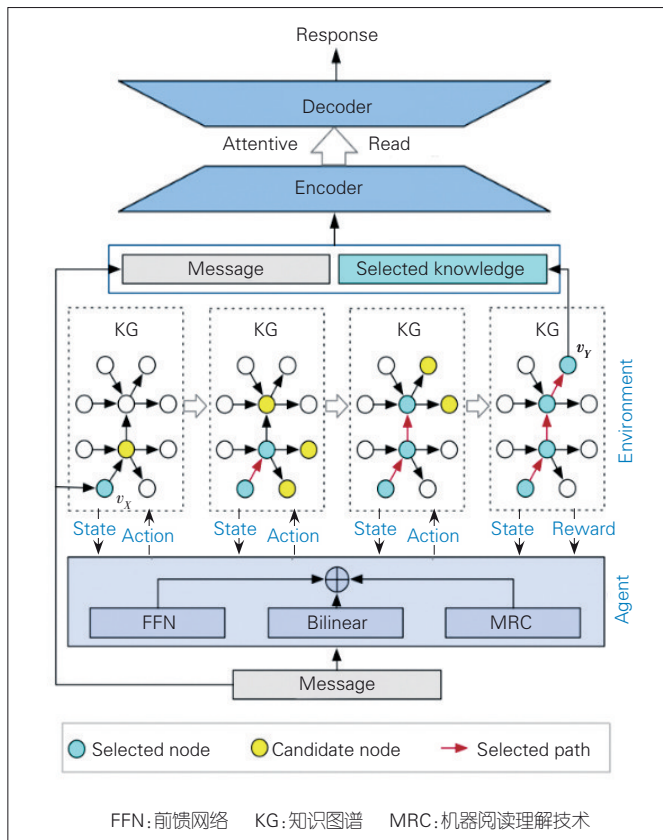 Response
Decoder
Attentive Read
Encoder
Message Selected knowledge
KG KG KG KG
v_Y
Environment
v_X
State Action State Action State Action State Reward
Agent
FFN Bilinear MRC
Message
Selected node Candidate node Selected path
FFN:前馈网络 KG:知识图谱 MRC:机器阅读理解技术